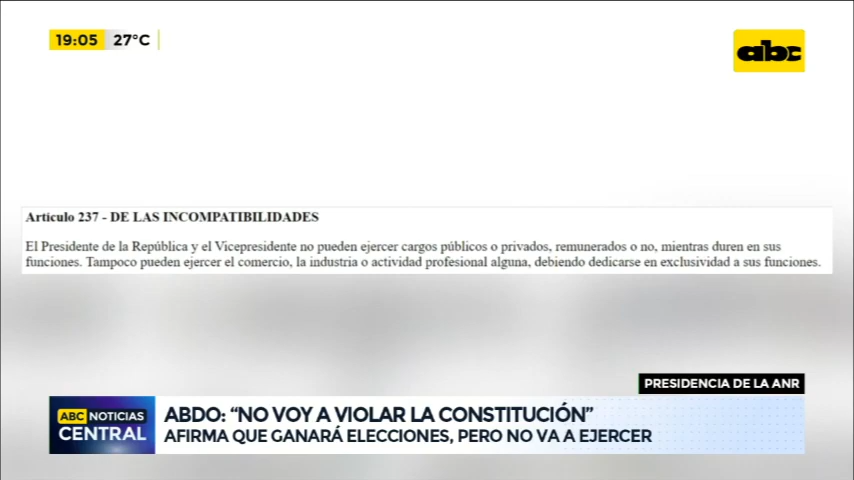 19:05 27°C
abc
Artículo 237 - DE LAS INCOMPATIBILIDADES
El Presidente de la República y el Vicepresidente no pueden ejercer cargos públicos o privados, remunerados o no, mientras duren en sus
funciones. Tampoco pueden ejercer el comercio, la industria o actividad profesional alguna, debiendo dedicarse en exclusividad a sus funciones.
PRESIDENCIA DE LA ANR
ABC NOTICIAS
CENTRAL
ABDO: “NO VOY A VIOLAR LA CONSTITUCIÓN”
AFIRMA QUE GANARÁ ELECCIONES, PERO NO VA A EJERCER